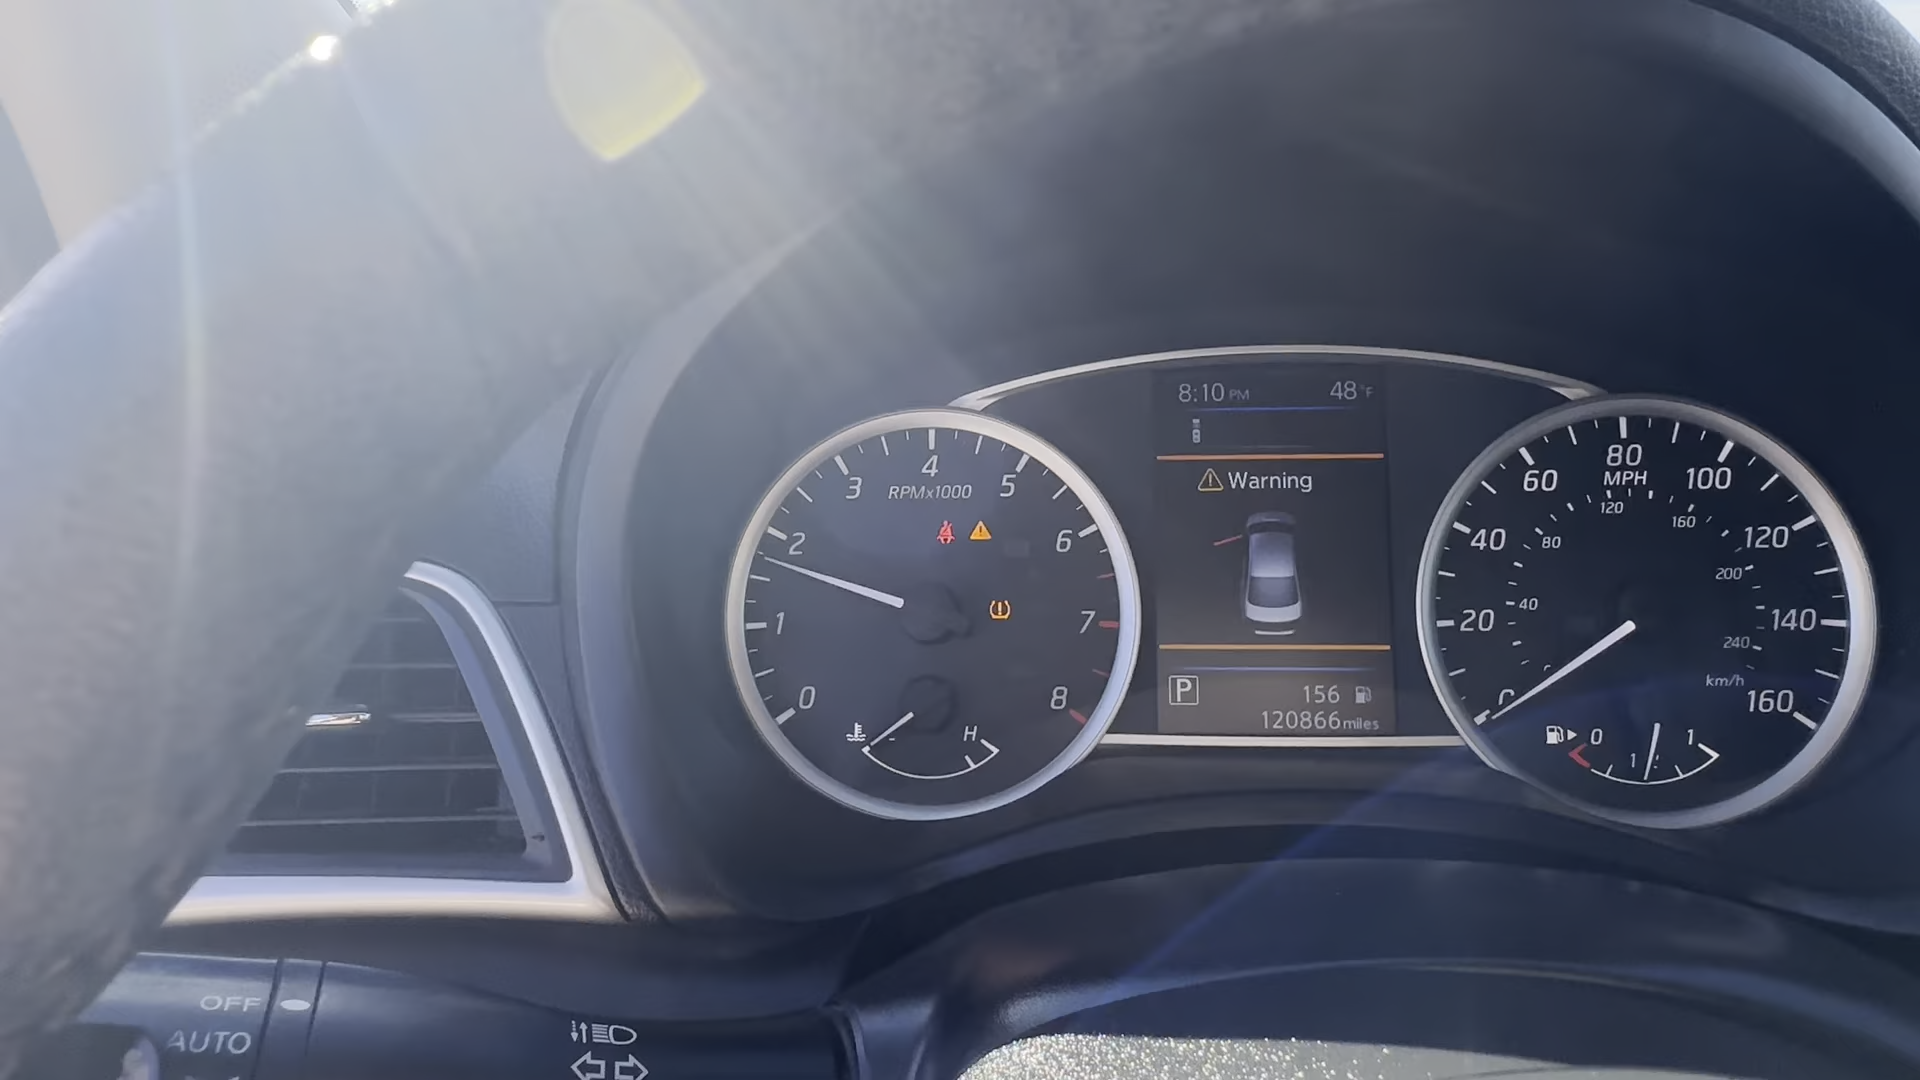 8:10 PM 48°F
Warning
P 156
120866 miles
0 1 2 3 4 5 6 7 8
RPMx1000
H
20 40 60 80 100 120 140 160
MPH
40 80 120 160 200 240
km/h
0 1
OFF
AUTO